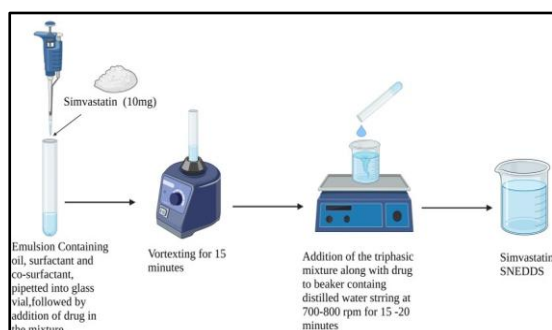 Simvastatin (10mg)
Emulsion Containing
oil, surfactant and
co-surfactant,
pipetted into glass
vial,followed by
addition of drug in
the mixture
Vortexting for 15
minutes
Addition of the triphasic
mixture along with drug
to beaker containg
distilled water strring at
700-800 rpm for 15 -20
minutes
Simvastatin
SNEDDS